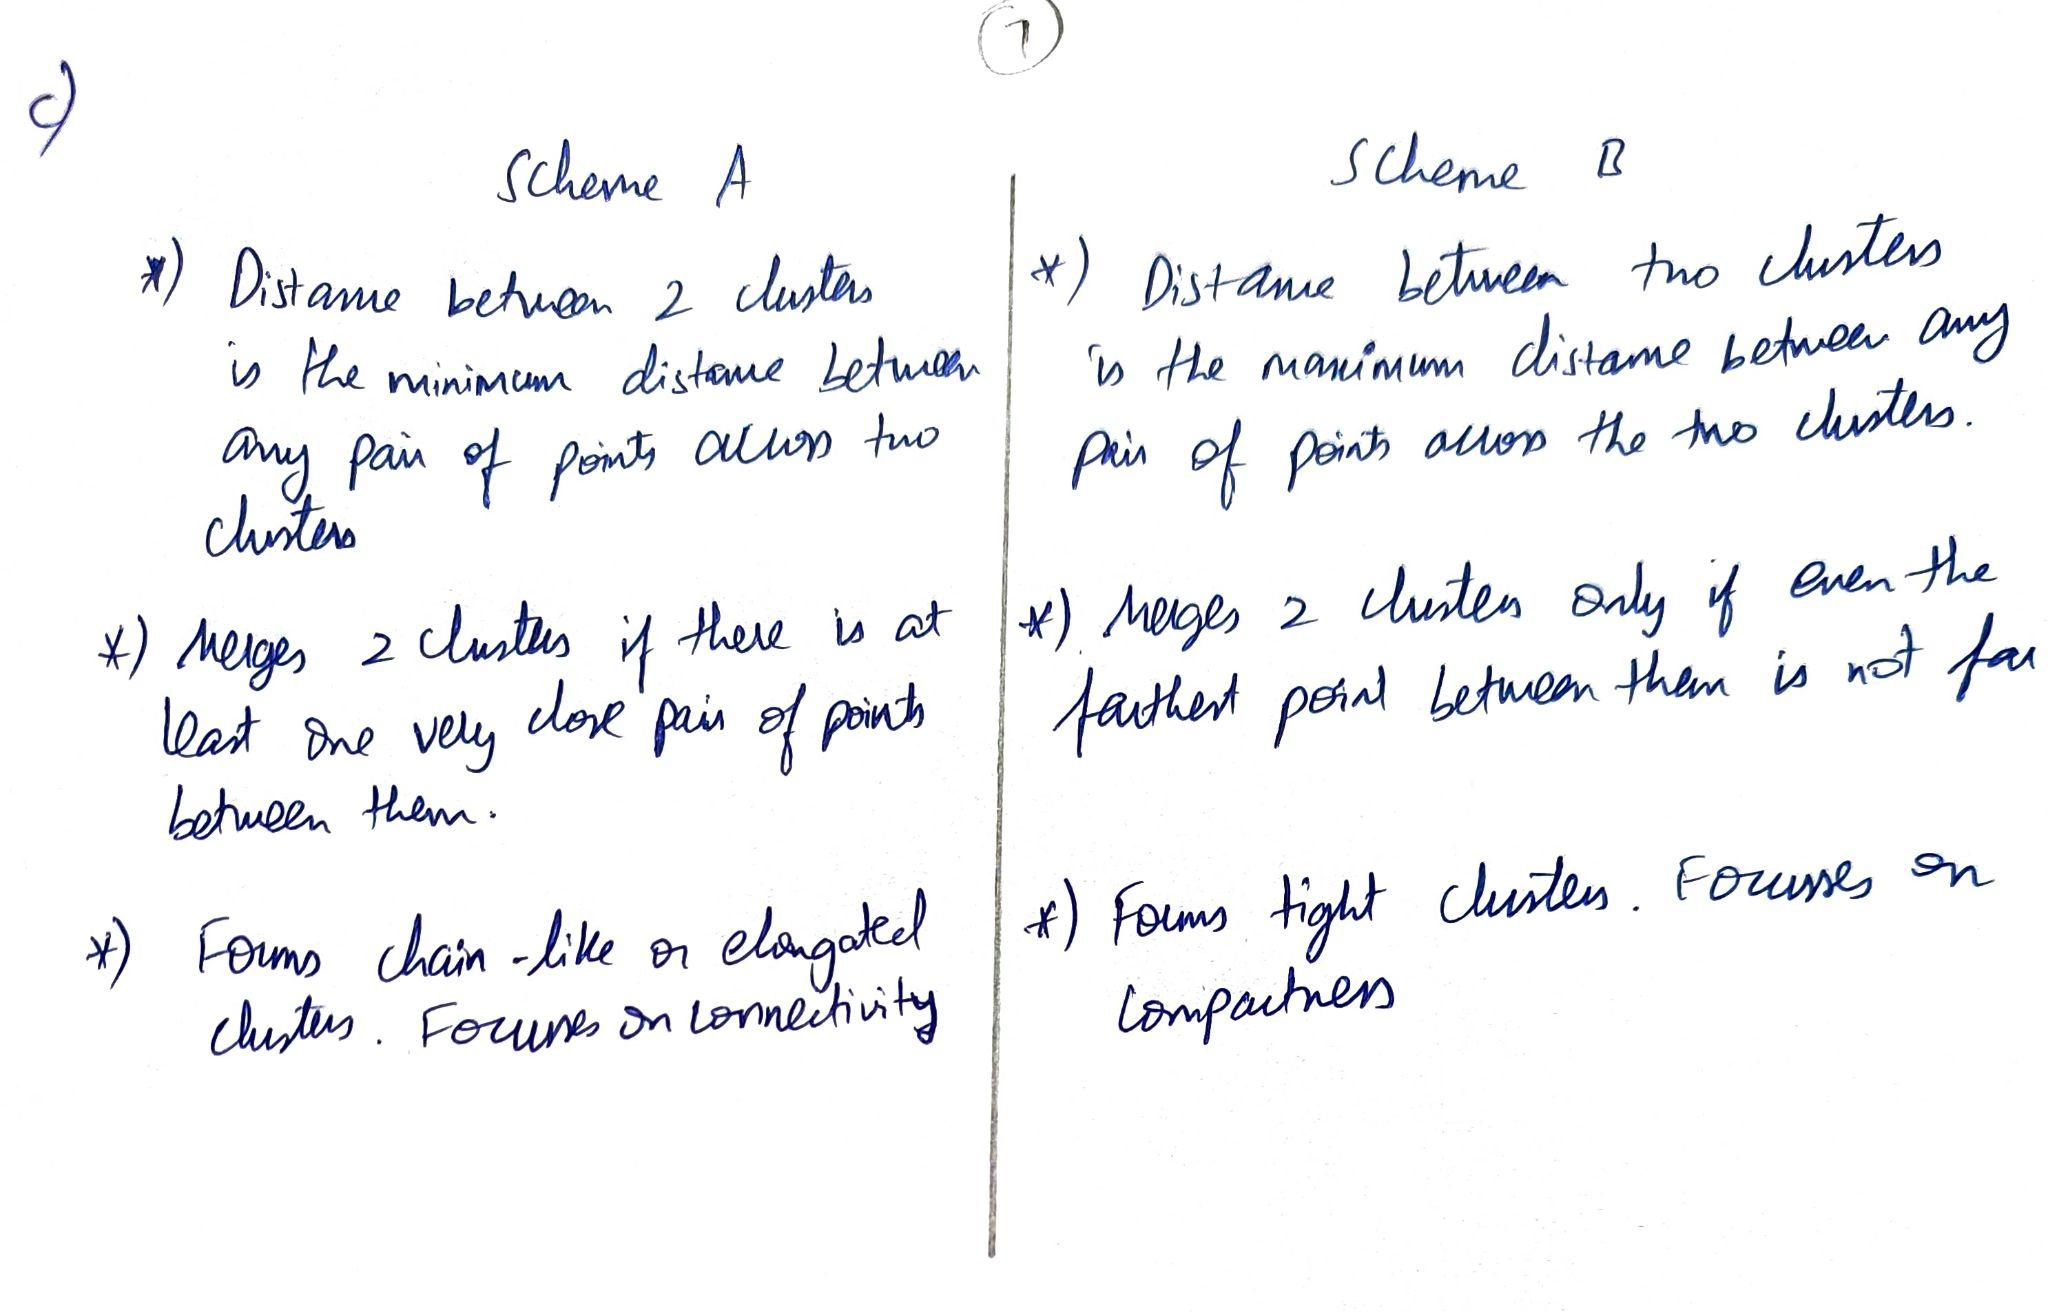 7
c)
Scheme A
*) Distance between 2 clusters
is the minimum distance between
any pair of points across two
clusters
*) Merges 2 clusters if there is at
least one very close pair of points
between them.
*) Forms chain-like or elongated
clusters. Focuses on connectivity
Scheme B
*) Distance between two clusters
is the maximum distance between any
pair of points across the two clusters.
*) Merges 2 clusters only if even the
farthest point between them is not far
*) Forms tight clusters. Focusses on
compactness